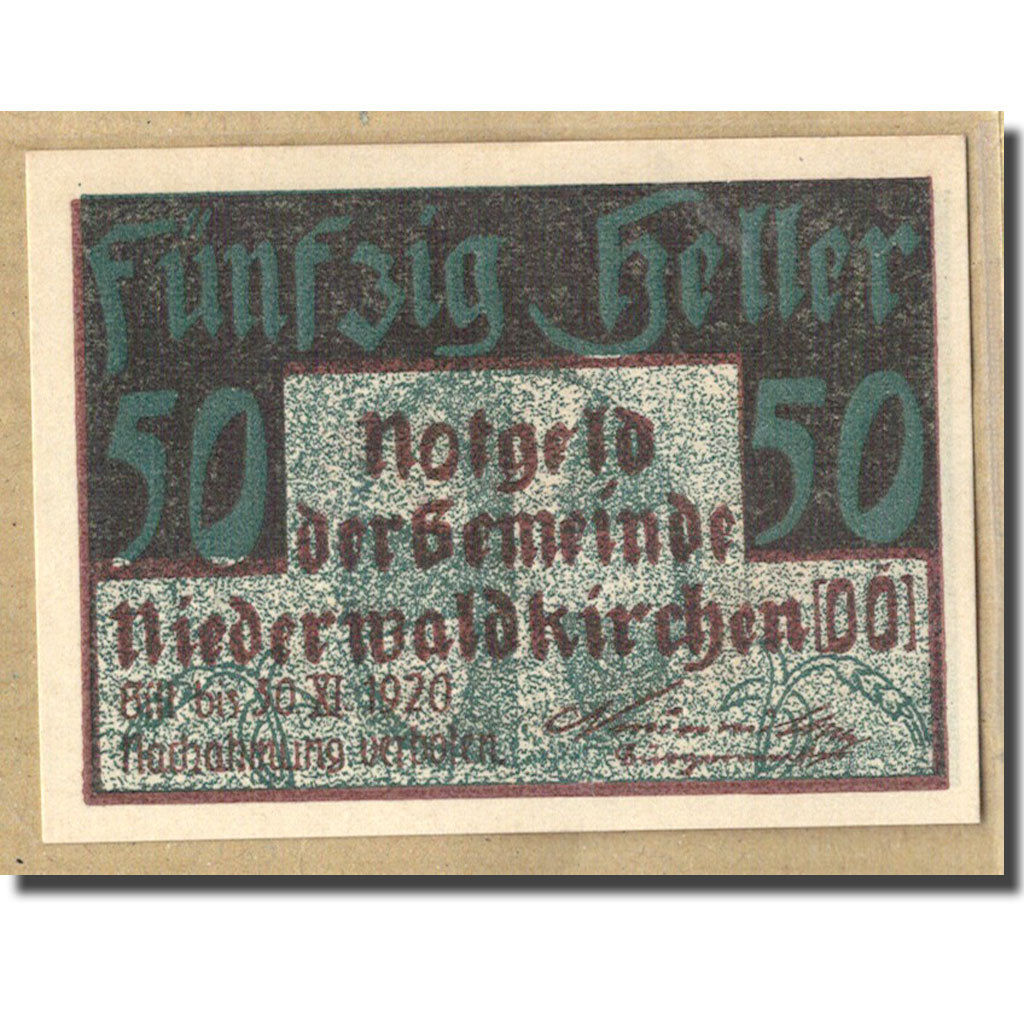 Fünfzig Heller
50 50
Notgeld
der Gemeinde
Niederwaldkirchen [OÖ]
Gilt bis 30 XI 1920
Nachahmung verboten.